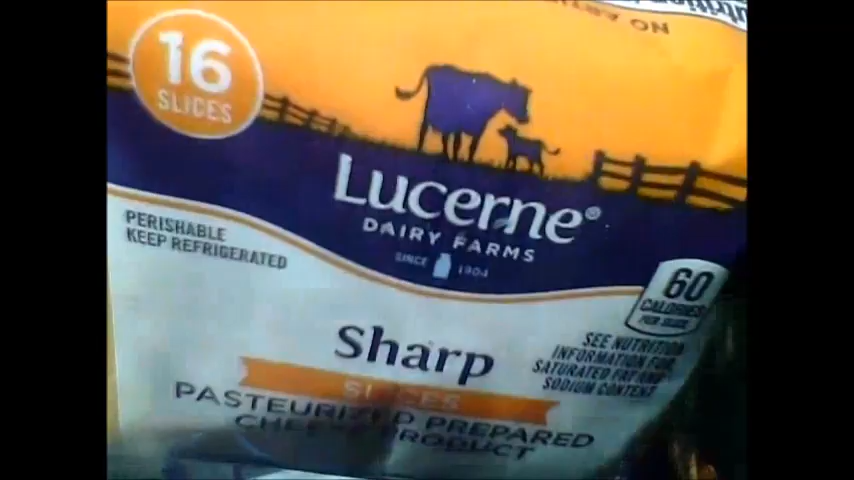 NO
16
SLICES
Lucerne®
DAIRY FARMS
SINCE 1904
PERISHABLE
KEEP REFRIGERATED
60
CALORIES
PER SLICE
SEE NUTRITION
INFORMATION FOR
SATURATED FAT AND
SODIUM CONTENT
Sharp
SLICES
PASTEURIZED PREPARED
CHEESE PRODUCT